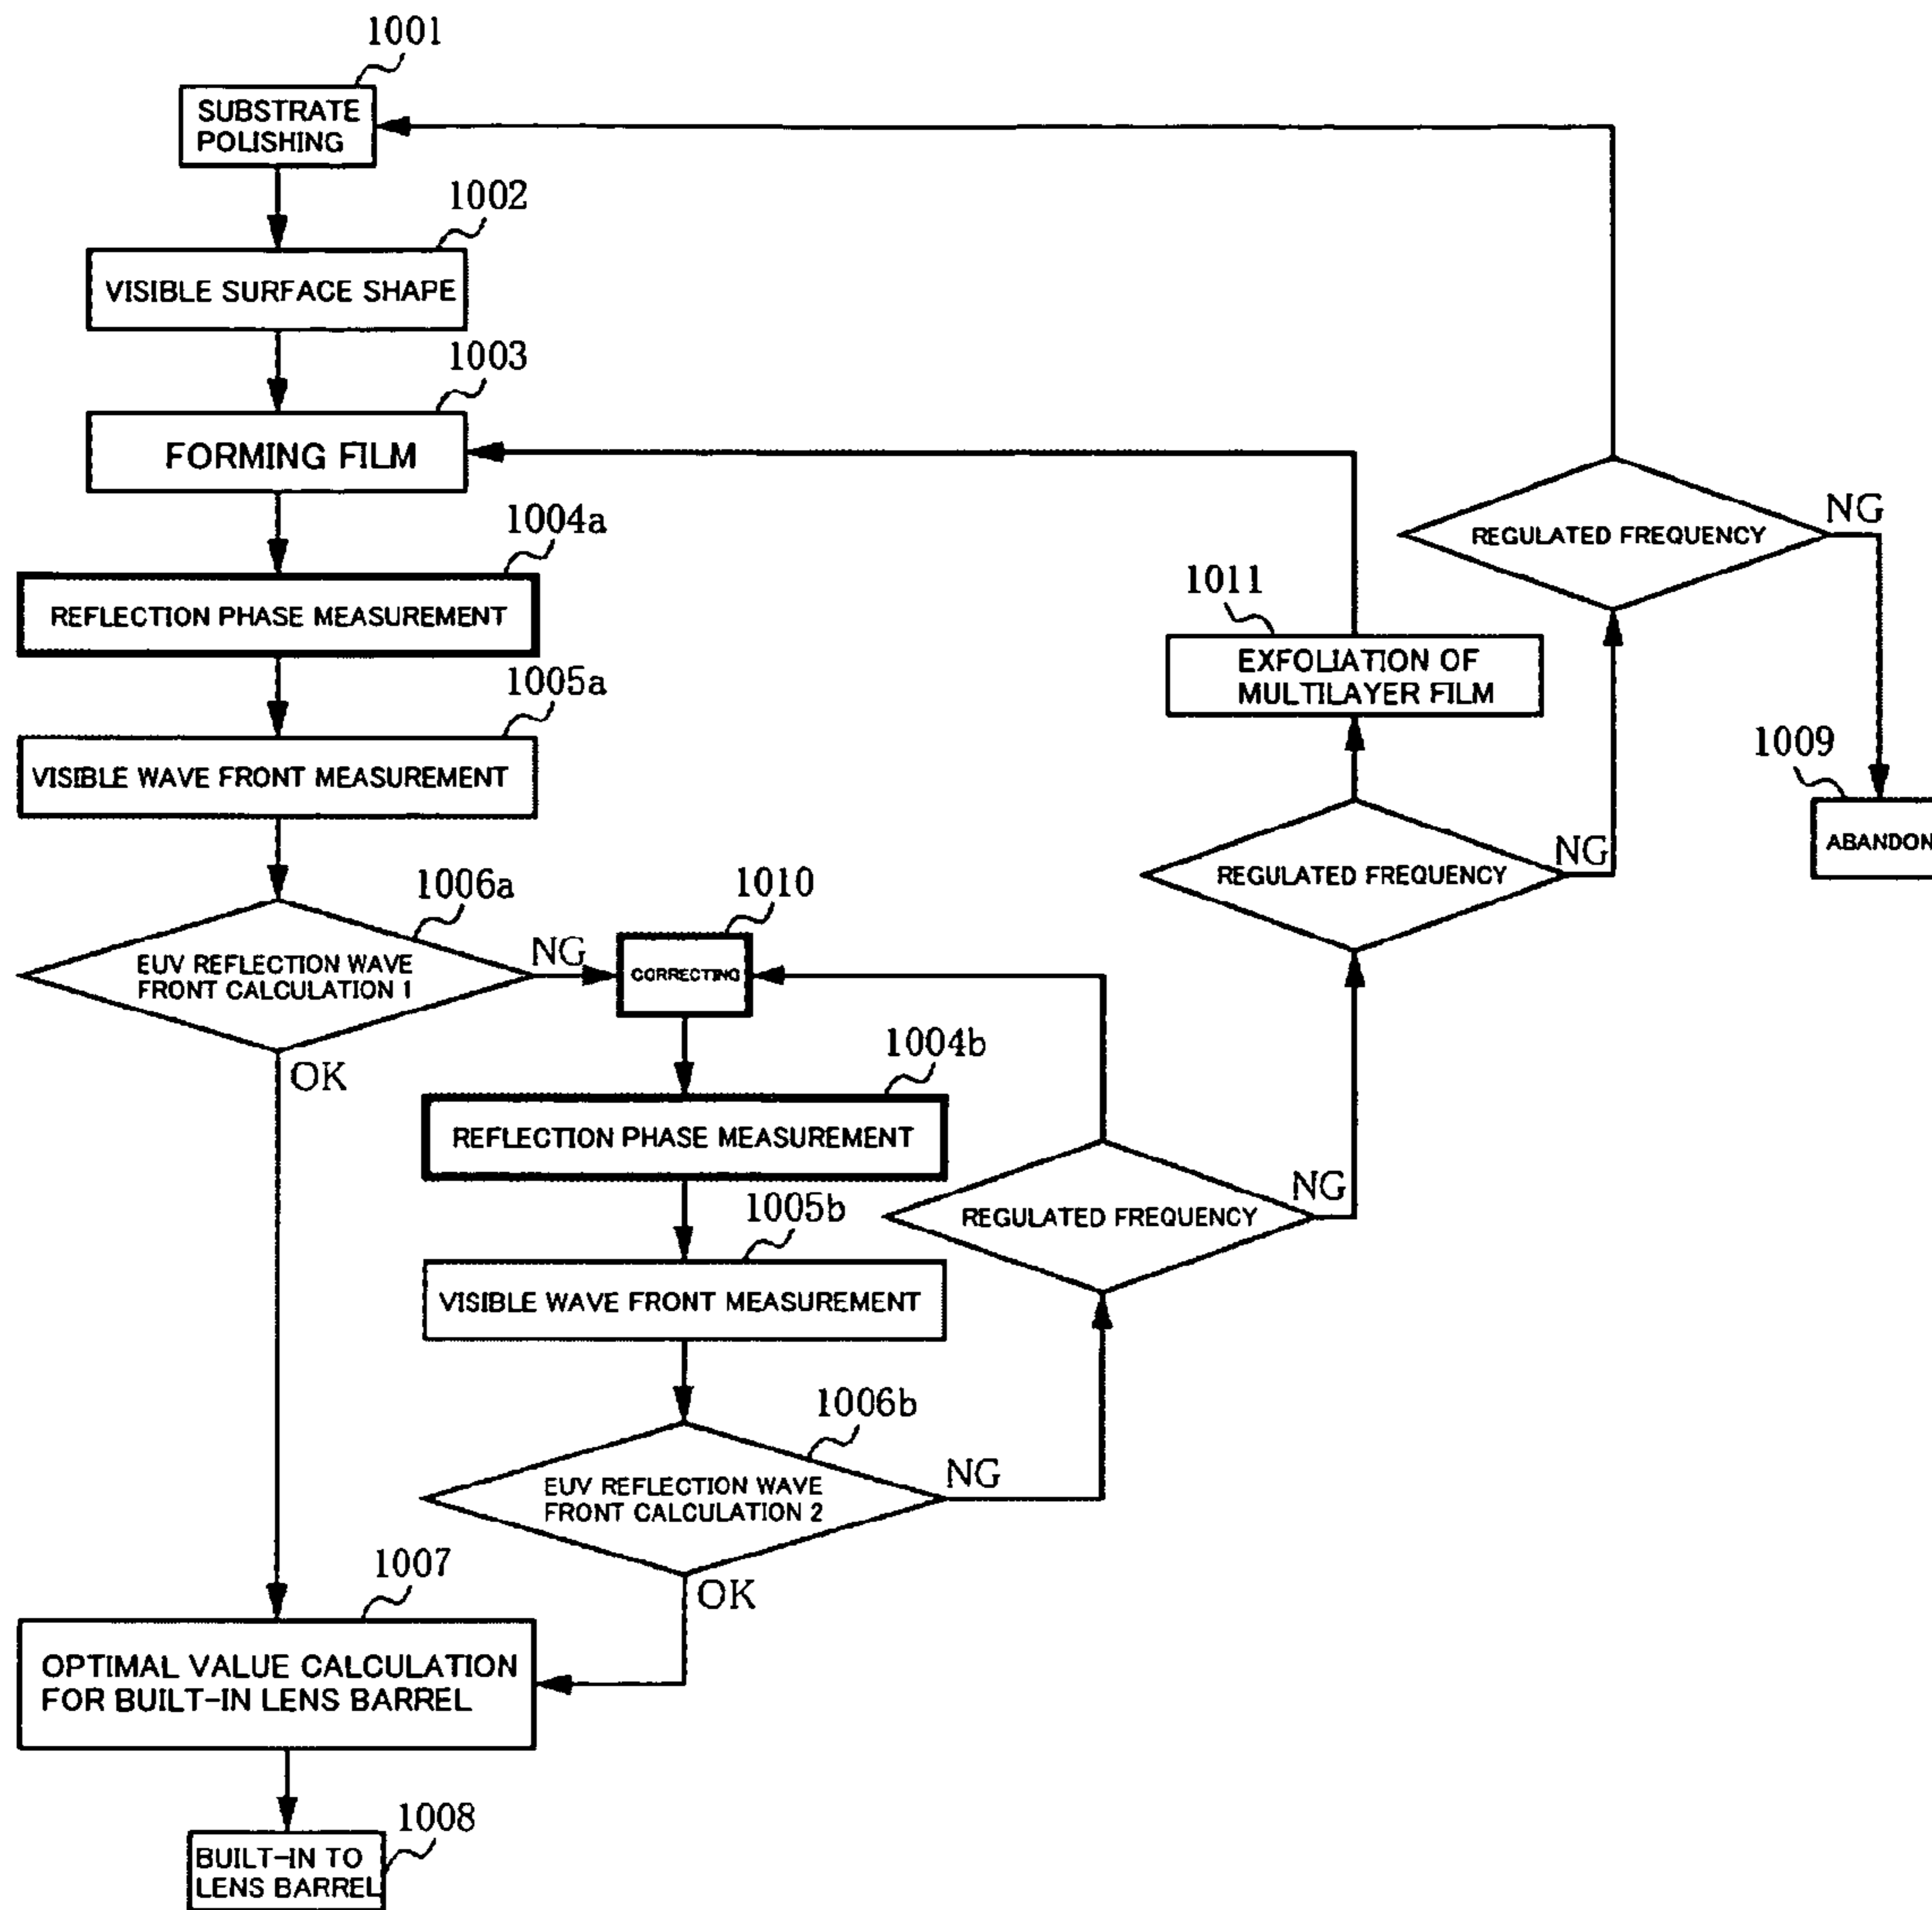 1001
SUBSTRATE
POLISHING
1002
VISIBLE SURFACE SHAPE
1003
FORMING FILM
1004a
REFLECTION PHASE MEASUREMENT
1005a
VISIBLE WAVE FRONT MEASUREMENT
1006a
EUV REFLECTION WAVE
FRONT CALCULATION 1
NG
OK
1010
CORRECTING
1004b
REFLECTION PHASE MEASUREMENT
1005b
VISIBLE WAVE FRONT MEASUREMENT
1006b
EUV REFLECTION WAVE
FRONT CALCULATION 2
NG
OK
REGULATED FREQUENCY
NG
REGULATED FREQUENCY
NG
1011
EXFOLIATION OF
MULTILAYER FILM
REGULATED FREQUENCY
NG
1009
ABANDON
1007
OPTIMAL VALUE CALCULATION
FOR BUILT-IN LENS BARREL
1008
BUILT-IN TO
LENS BARREL